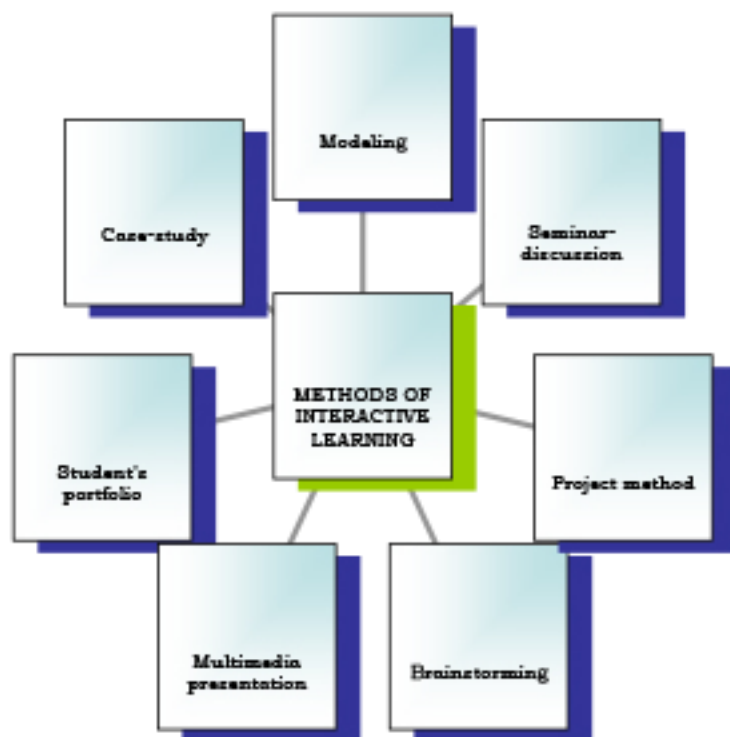 Modeling
Case-study
Seminar-
discussion
METHODS OF
INTERACTIVE
LEARNING
Student's
portfolio
Project method
Multimedia
presentation
Brainstorming